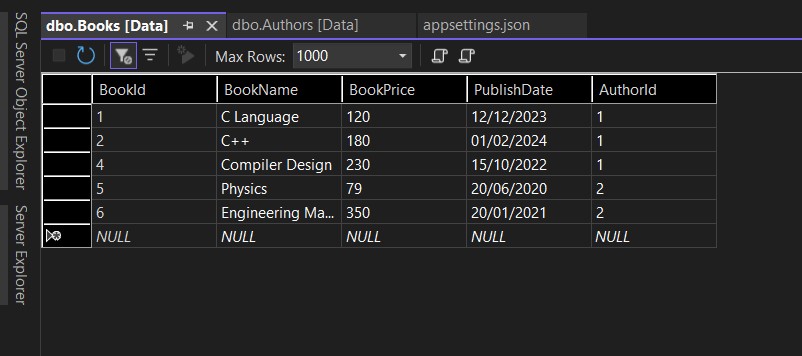 dbo.Books [Data] dbo.Authors [Data] appsettings.json
Max Rows: 1000
SQL Server Object Explorer
Server Explorer
BookId BookName BookPrice PublishDate AuthorId
1 C Language 120 12/12/2023 1
2 C++ 180 01/02/2024 1
4 Compiler Design 230 15/10/2022 1
5 Physics 79 20/06/2020 2
6 Engineering Ma... 350 20/01/2021 2
NULL NULL NULL NULL NULL